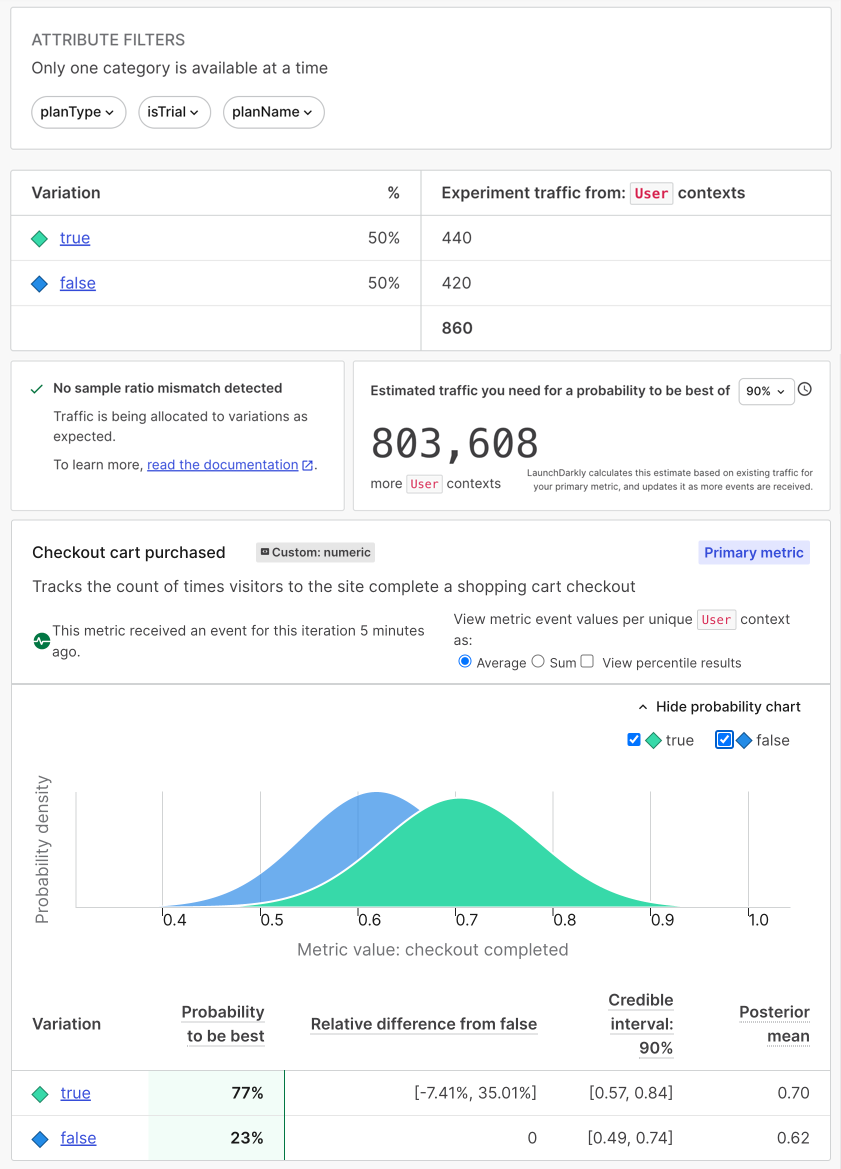 ATTRIBUTE FILTERS
Only one category is available at a time
planType isTrial planName
Variation % Experiment traffic from: User contexts
true 50% 440
false 50% 420
860
No sample ratio mismatch detected
Traffic is being allocated to variations as
expected.
To learn more, read the documentation.
Estimated traffic you need for a probability to be best of 90%
803,608
more User contexts
LaunchDarkly calculates this estimate based on existing traffic for
your primary metric, and updates it as more events are received.
Checkout cart purchased Custom: numeric Primary metric
Tracks the count of times visitors to the site complete a shopping cart checkout
This metric received an event for this iteration 5 minutes
ago.
View metric event values per unique User context
as:
Average Sum View percentile results
Hide probability chart
true false
Probability density
0.4 0.5 0.6 0.7 0.8 0.9 1.0
Metric value: checkout completed
Variation
Probability
to be best
Relative difference from false
Credible
interval:
90%
Posterior
mean
true 77% [-7.41%, 35.01%] [0.57, 0.84] 0.70
false 23% 0 [0.49, 0.74] 0.62